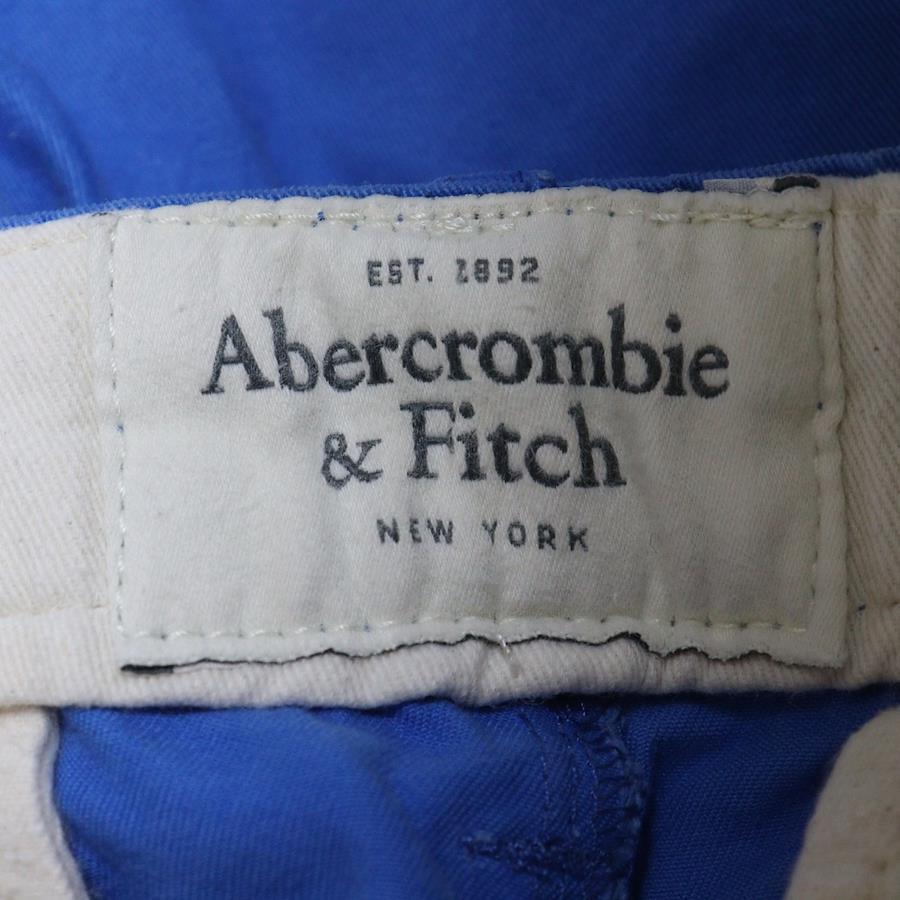 EST. 1892
Abercrombie
& Fitch
NEW YORK